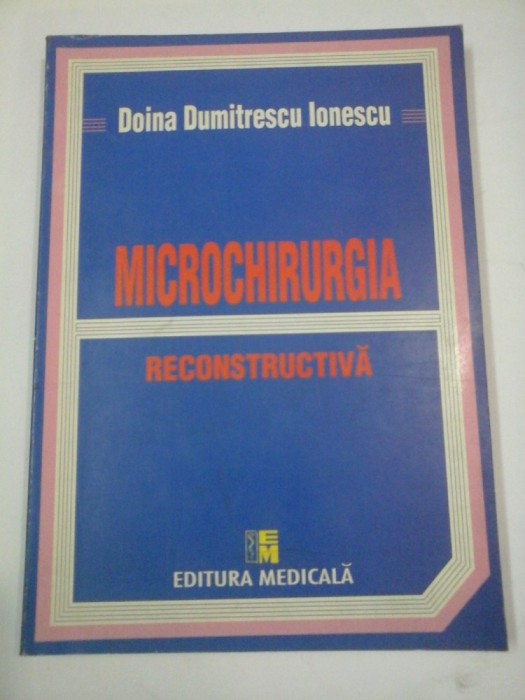 Doina Dumitrescu Ionescu
MICROCHIRURGIA
RECONSTRUCTIVĂ
EM
EDITURA MEDICALĂ